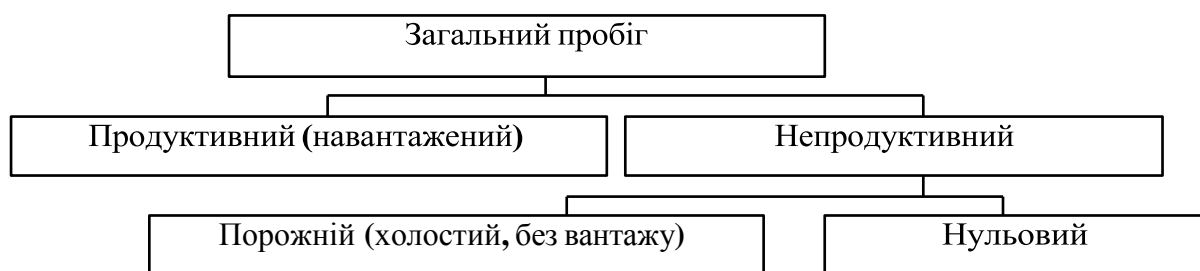 Загальний пробіг
Продуктивний (навантажений)
Непродуктивний
Порожній (холостий, без вантажу)
Нульовий